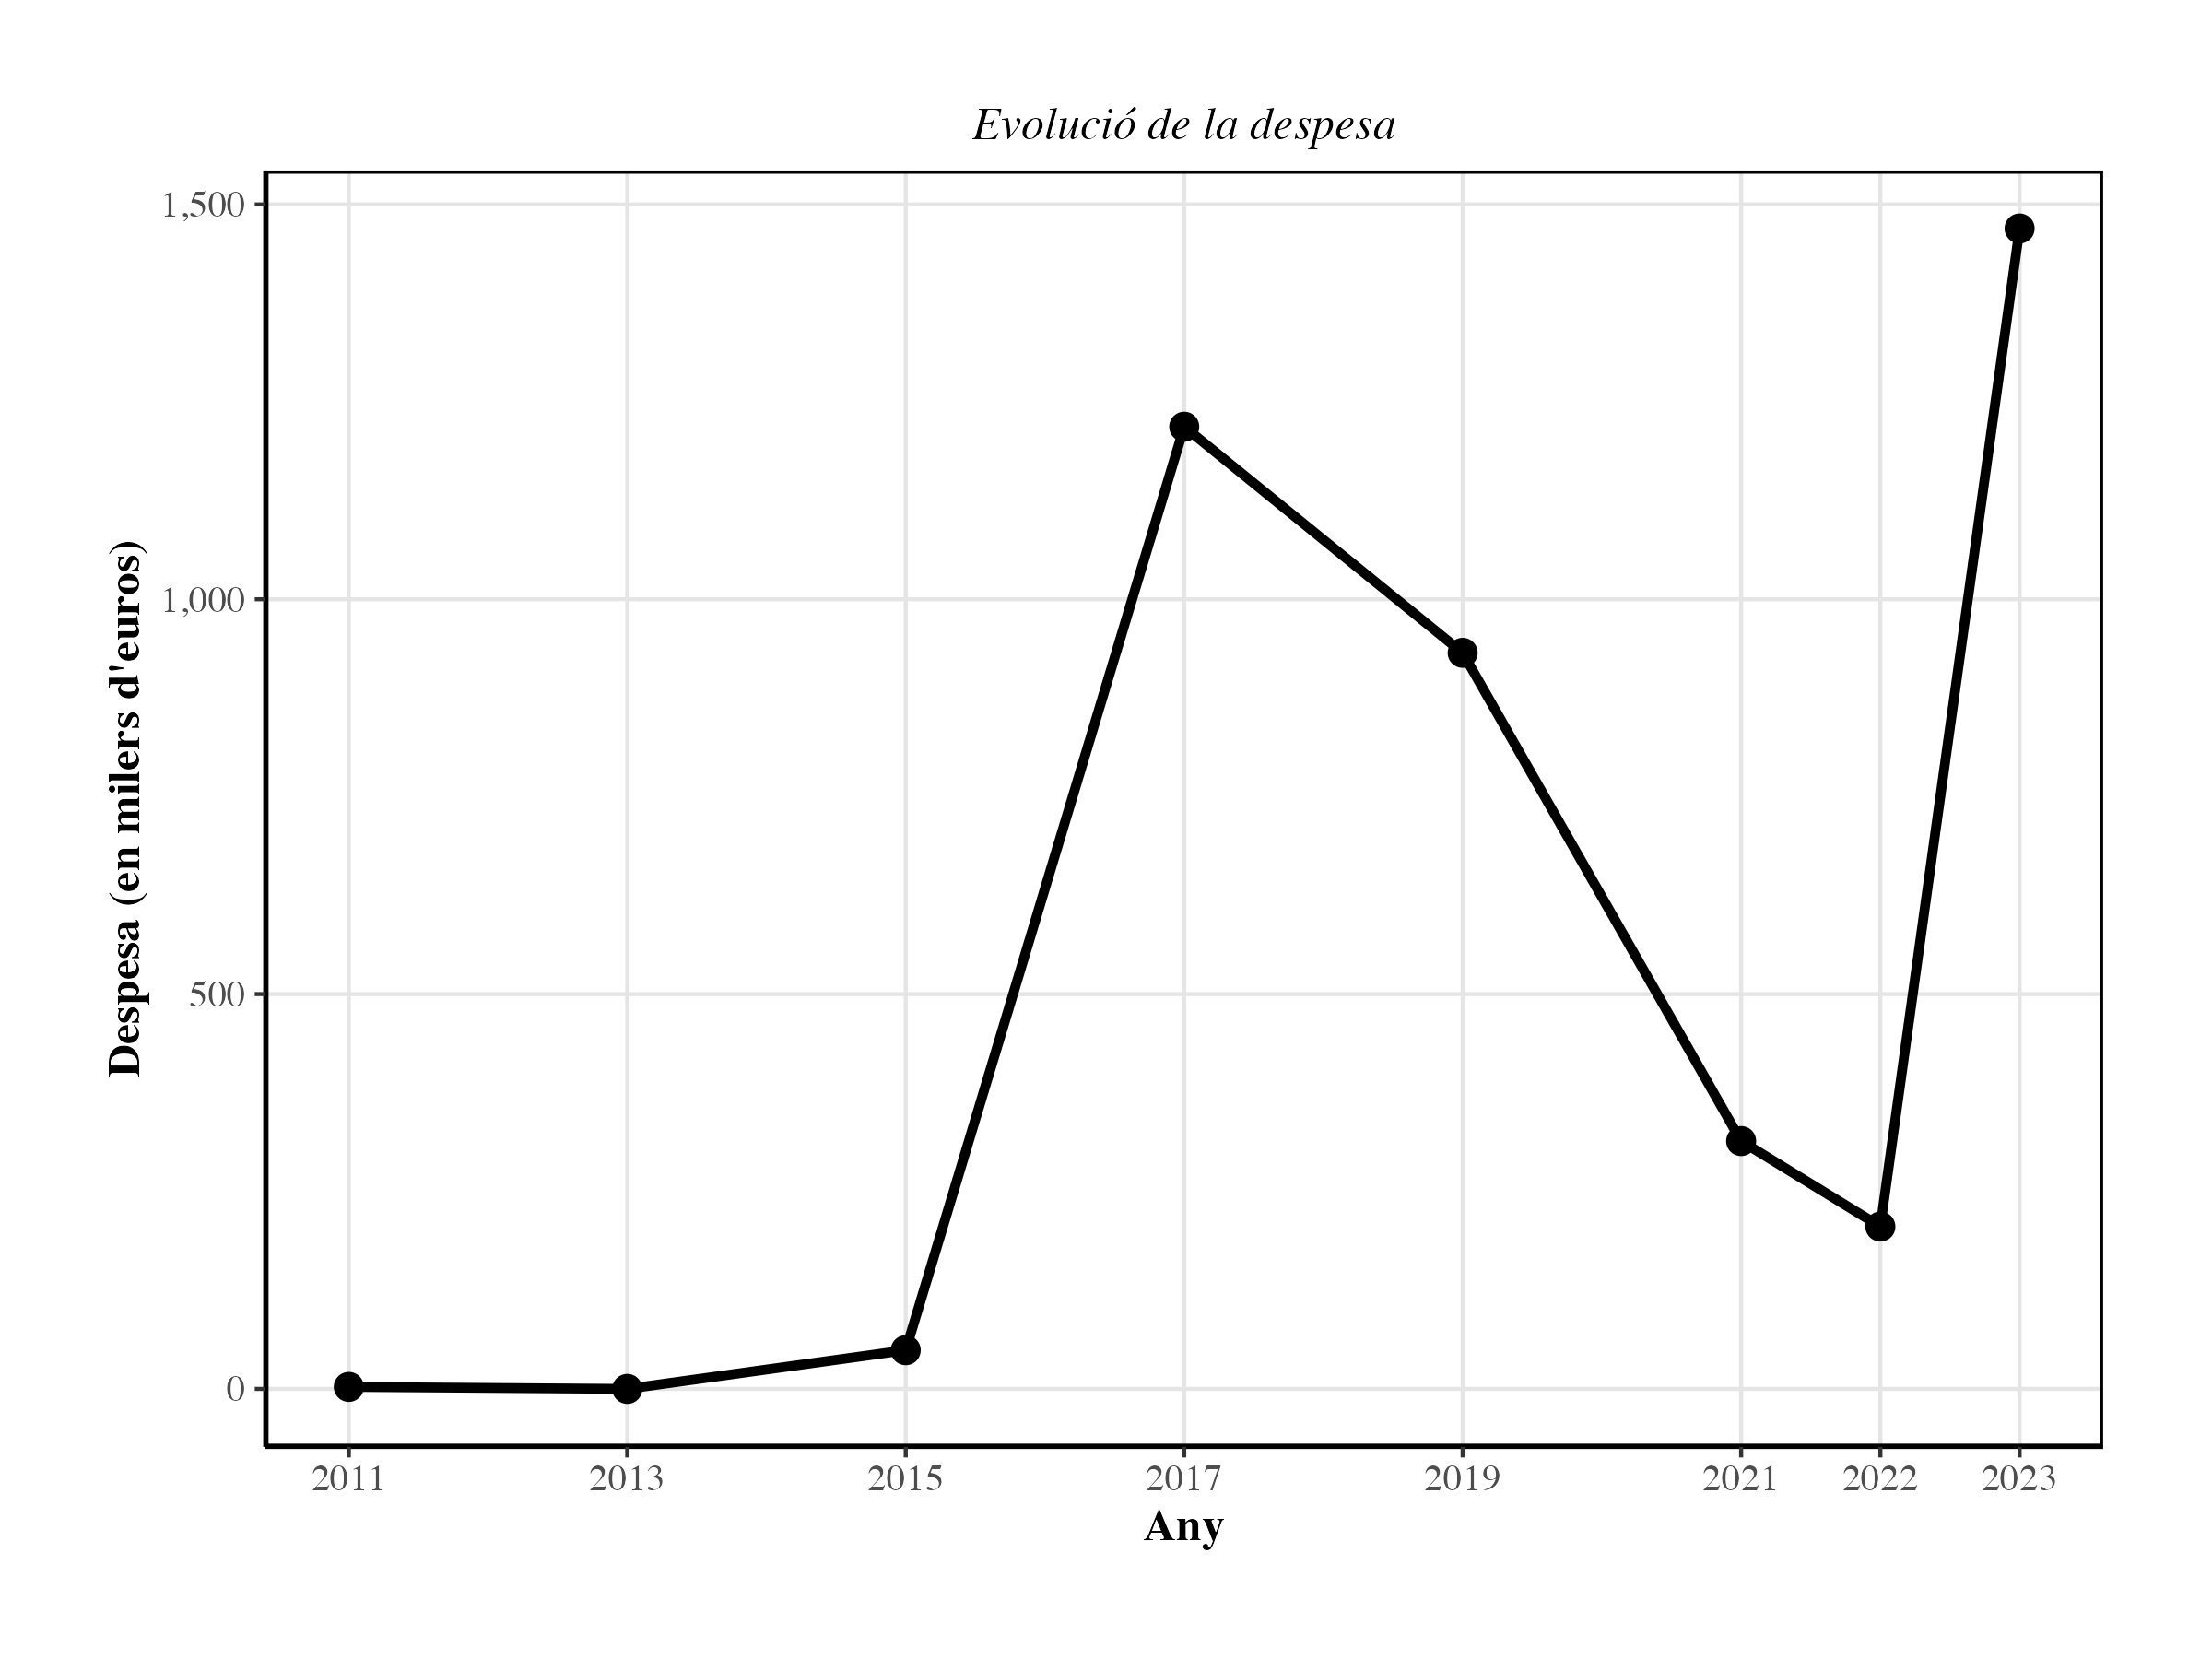 Evolució de la despesa
Despesa (en milers d'euros)
1,500
1,000
500
0
2011 2013 2015 2017 2019 2021 2022 2023
Any